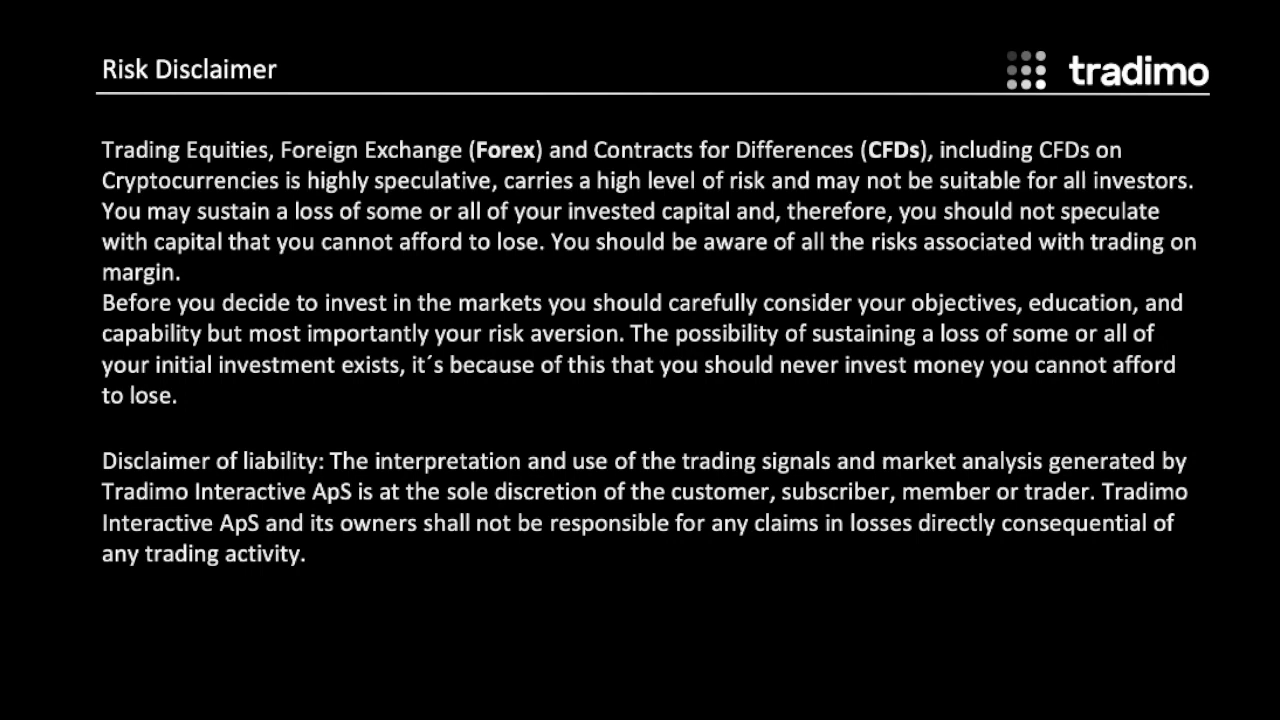 Risk Disclaimer
tradimo
Trading Equities, Foreign Exchange (Forex) and Contracts for Differences (CFDs), including CFDs on
Cryptocurrencies is highly speculative, carries a high level of risk and may not be suitable for all investors.
You may sustain a loss of some or all of your invested capital and, therefore, you should not speculate
with capital that you cannot afford to lose. You should be aware of all the risks associated with trading on
margin.
Before you decide to invest in the markets you should carefully consider your objectives, education, and
capability but most importantly your risk aversion. The possibility of sustaining a loss of some or all of
your initial investment exists, it´s because of this that you should never invest money you cannot afford
to lose.
Disclaimer of liability: The interpretation and use of the trading signals and market analysis generated by
Tradimo Interactive ApS is at the sole discretion of the customer, subscriber, member or trader. Tradimo
Interactive ApS and its owners shall not be responsible for any claims in losses directly consequential of
any trading activity.